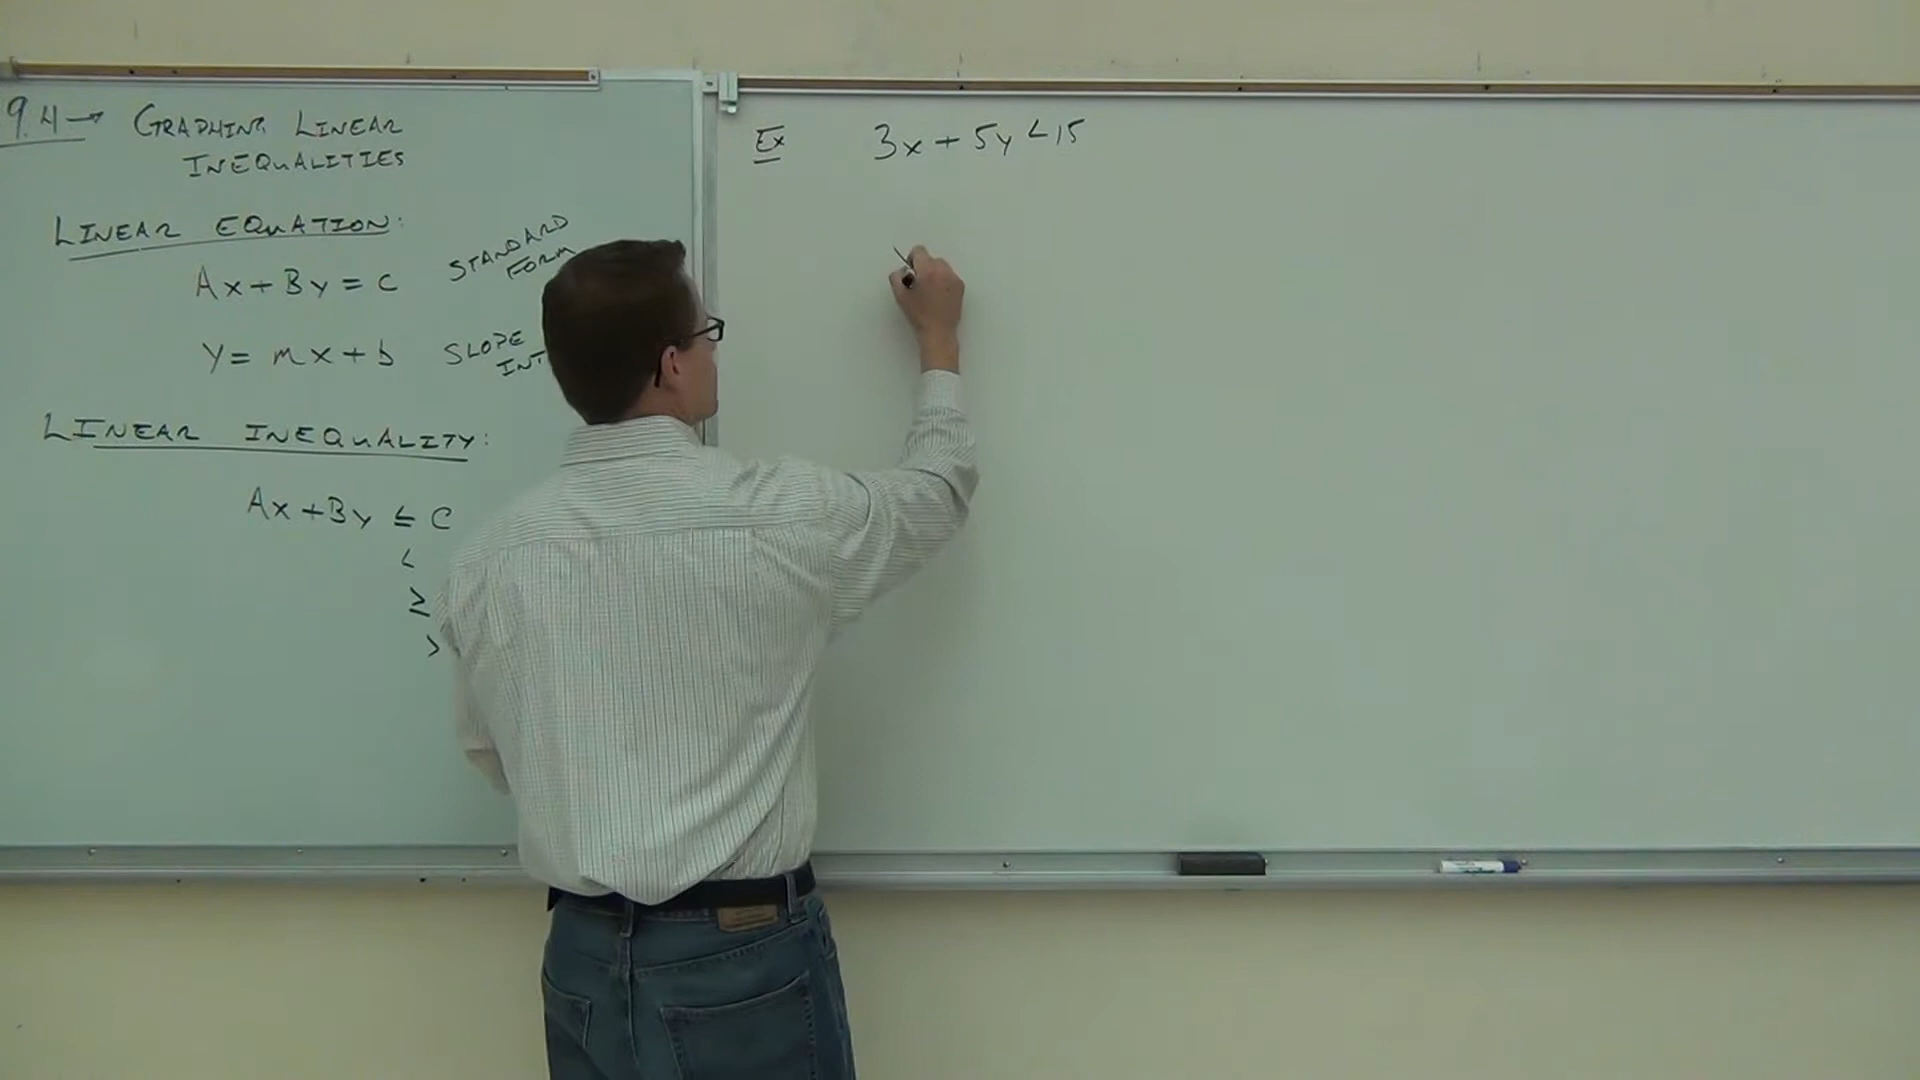 9.4 → GRAPHING LINEAR
INEQUALITIES
LINEAR EQUATION:
Ax + By = C
STANDARD
FORM
Y = mx + b
SLOPE
INT
LINEAR INEQUALITY:
Ax + By ≤ C
<
≥
>
Ex 3x + 5y < 15